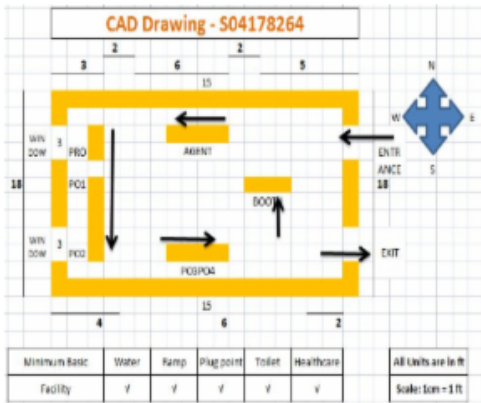 CAD Drawing - S04178264
2 2
3 6 5
15
N
W E
S
WIN
DOW
3
PRO
AGENT
ENTR
ANCE
18
PO1
18
BOOT
WIN
DOW
3
PO2
PO3PO4
EXIT
15
4 6 2
Minimum Basic Water Ramp Plug point Toilet Healthcare All Units are in ft
Facility √ √ √ √ √ Scale: 1cm = 1 ft